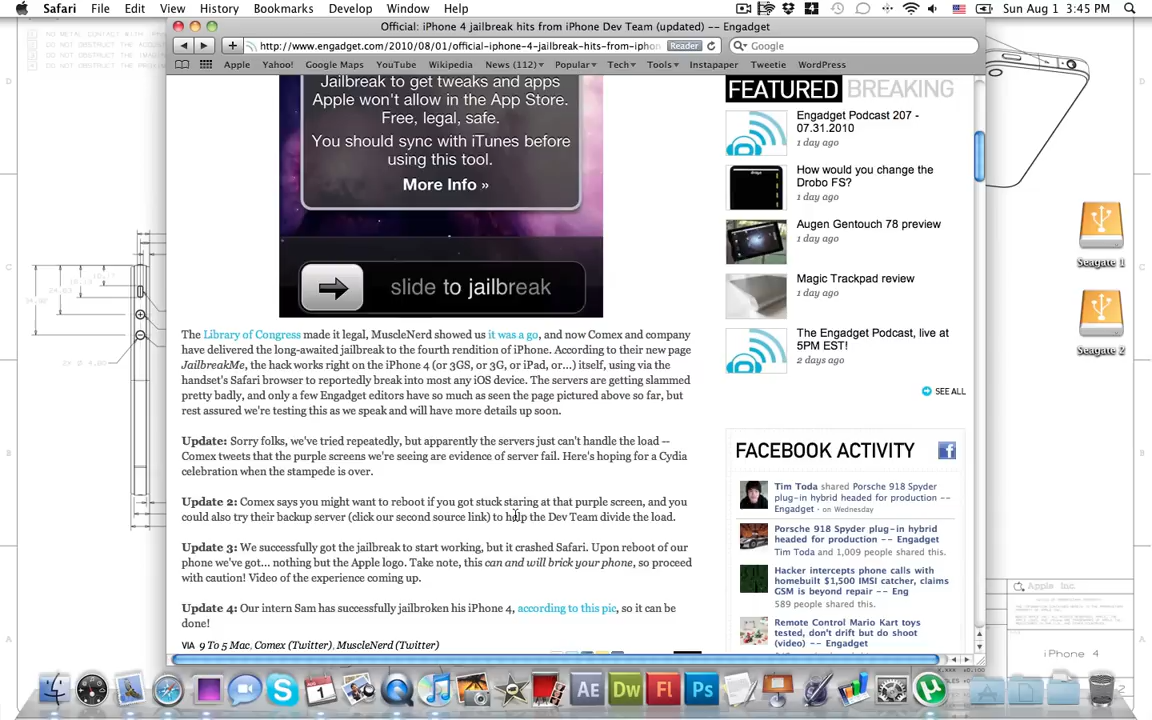 Safari File Edit View History Bookmarks Develop Window Help Sun Aug 1 3:45 PM
Official: iPhone 4 jailbreak hits from iPhone Dev Team (updated) -- Engadget
http://www.engadget.com/2010/08/01/official-iphone-4-jailbreak-hits-from-iphon Reader Google
Apple Yahoo! Google Maps YouTube Wikipedia News (112) Popular Tech Tools Instapaper Tweetie WordPress
Jailbreak to get tweaks and apps
Apple won't allow in the App Store.
Free, legal, safe.
You should sync with iTunes before
using this tool.
More Info »
slide to jailbreak
The Library of Congress made it legal, MuscleNerd showed us it was a go, and now Comex and company
have delivered the long-awaited jailbreak to the fourth rendition of iPhone. According to their new page
JailbreakMe, the hack works right on the iPhone 4 (or 3GS, or 3G, or iPad, or...) itself, using via the
handset's Safari browser to reportedly break into most any iOS device. The servers are getting slammed
pretty badly, and only a few Engadget editors have so much as seen the page pictured above so far, but
rest assured we're testing this as we speak and will have more details up soon.
Update: Sorry folks, we've tried repeatedly, but apparently the servers just can't handle the load --
Comex tweets that the purple screens we're seeing are evidence of server fail. Here's hoping for a Cydia
celebration when the stampede is over.
Update 2: Comex says you might want to reboot if you got stuck staring at that purple screen, and you
could also try their backup server (click our second source link) to help the Dev Team divide the load.
Update 3: We successfully got the jailbreak to start working, but it crashed Safari. Upon reboot of our
phone we've got... nothing but the Apple logo. Take note, this can and will brick your phone, so proceed
with caution! Video of the experience coming up.
Update 4: Our intern Sam has successfully jailbroken his iPhone 4, according to this pic, so it can be
done!
VIA 9 To 5 Mac, Comex (Twitter), MuscleNerd (Twitter)
FEATURED BREAKING
Engadget Podcast 207 -
07.31.2010
1 day ago
How would you change the
Drobo FS?
1 day ago
Augen Gentouch 78 preview
1 day ago
Magic Trackpad review
1 day ago
The Engadget Podcast, live at
5PM EST!
2 days ago
SEE ALL
FACEBOOK ACTIVITY
Tim Toda shared Porsche 918 Spyder
plug-in hybrid headed for production --
Engadget · on Wednesday
Porsche 918 Spyder plug-in hybrid
headed for production -- Engadget
Tim Toda and 1,009 people shared this.
Hacker intercepts phone calls with
homebuilt $1,500 IMSI catcher, claims
GSM is beyond repair -- Eng
589 people shared this.
Remote Control Mario Kart toys
tested, don't drift but do shoot
(video) -- Engadget
Seagate 1
Seagate 2
Apple Inc.
iPhone 4
1
Ae Dw Fl Ps